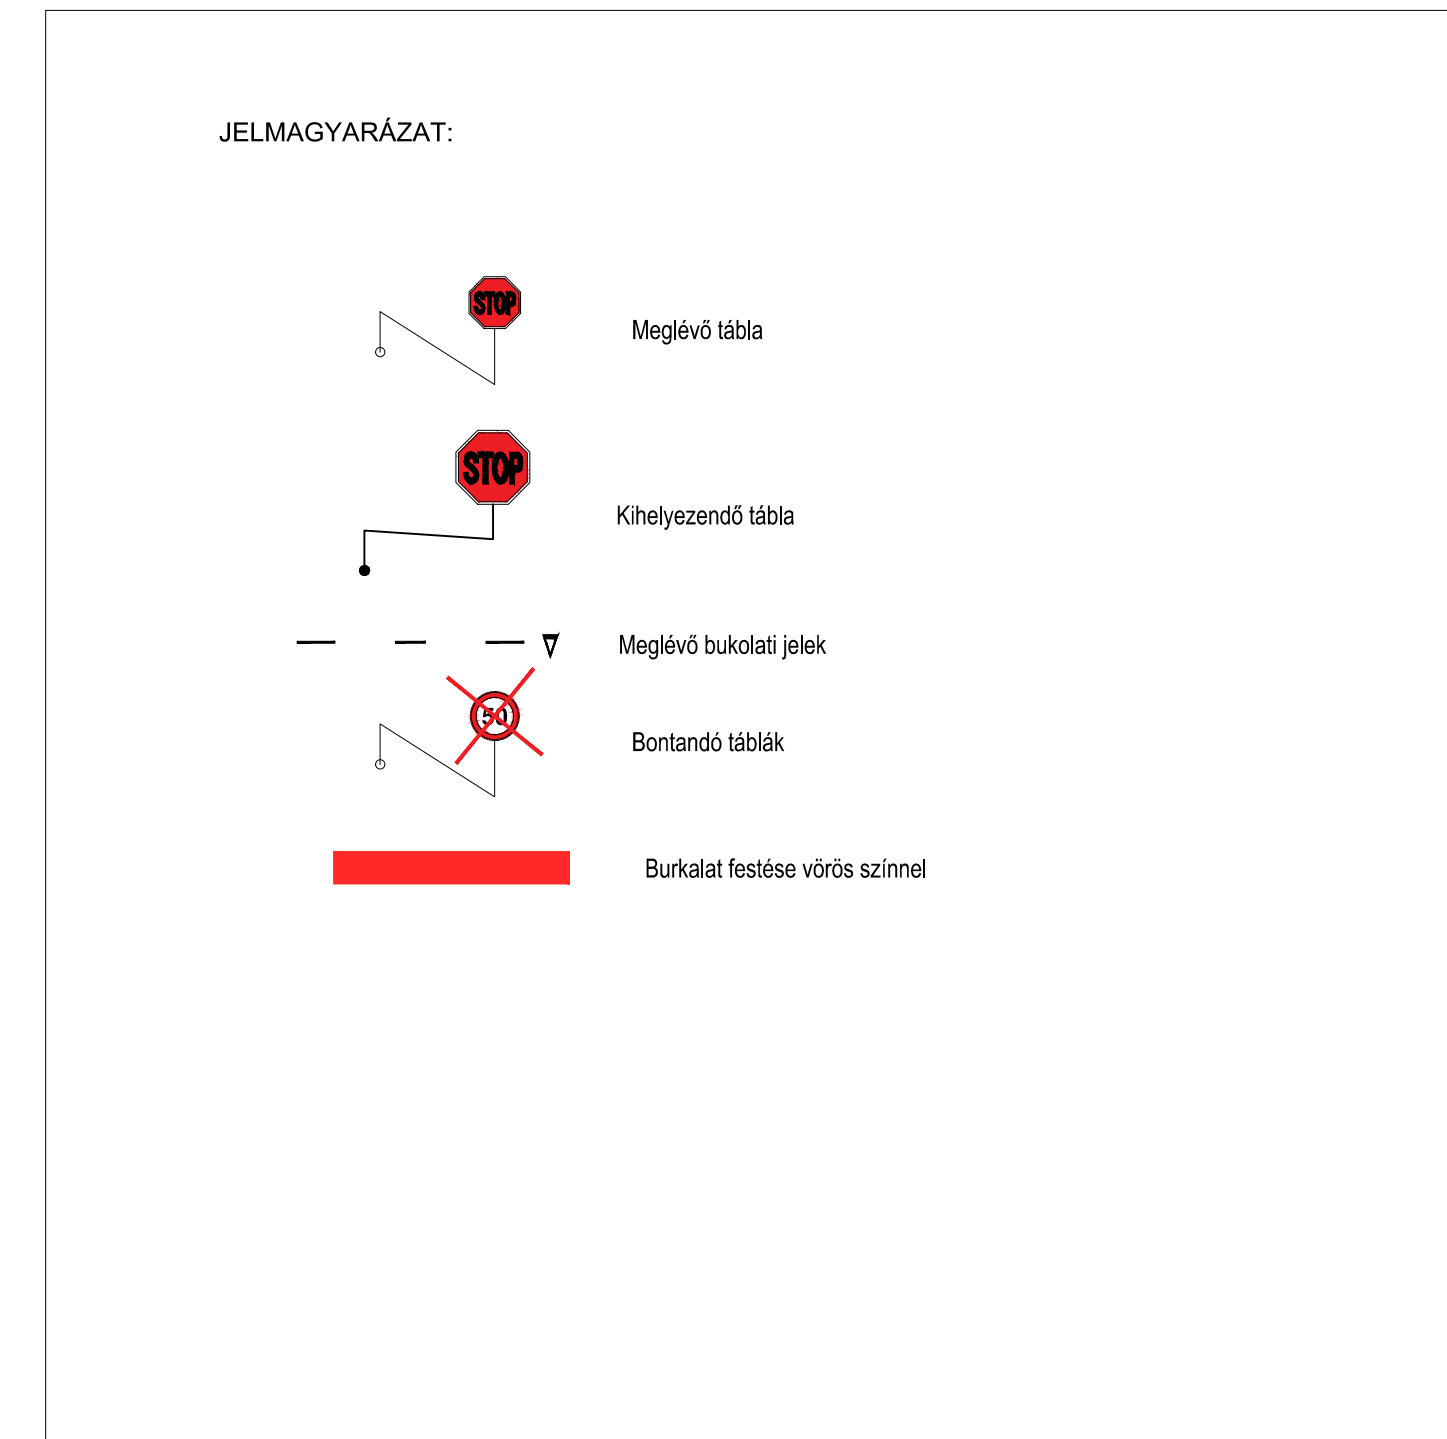 JELMAGYARÁZAT:
STOP
Meglévő tábla
STOP
Kihelyezendő tábla
Meglévő bukolati jelek
50
Bontandó táblák
Burkalat festése vörös színnel